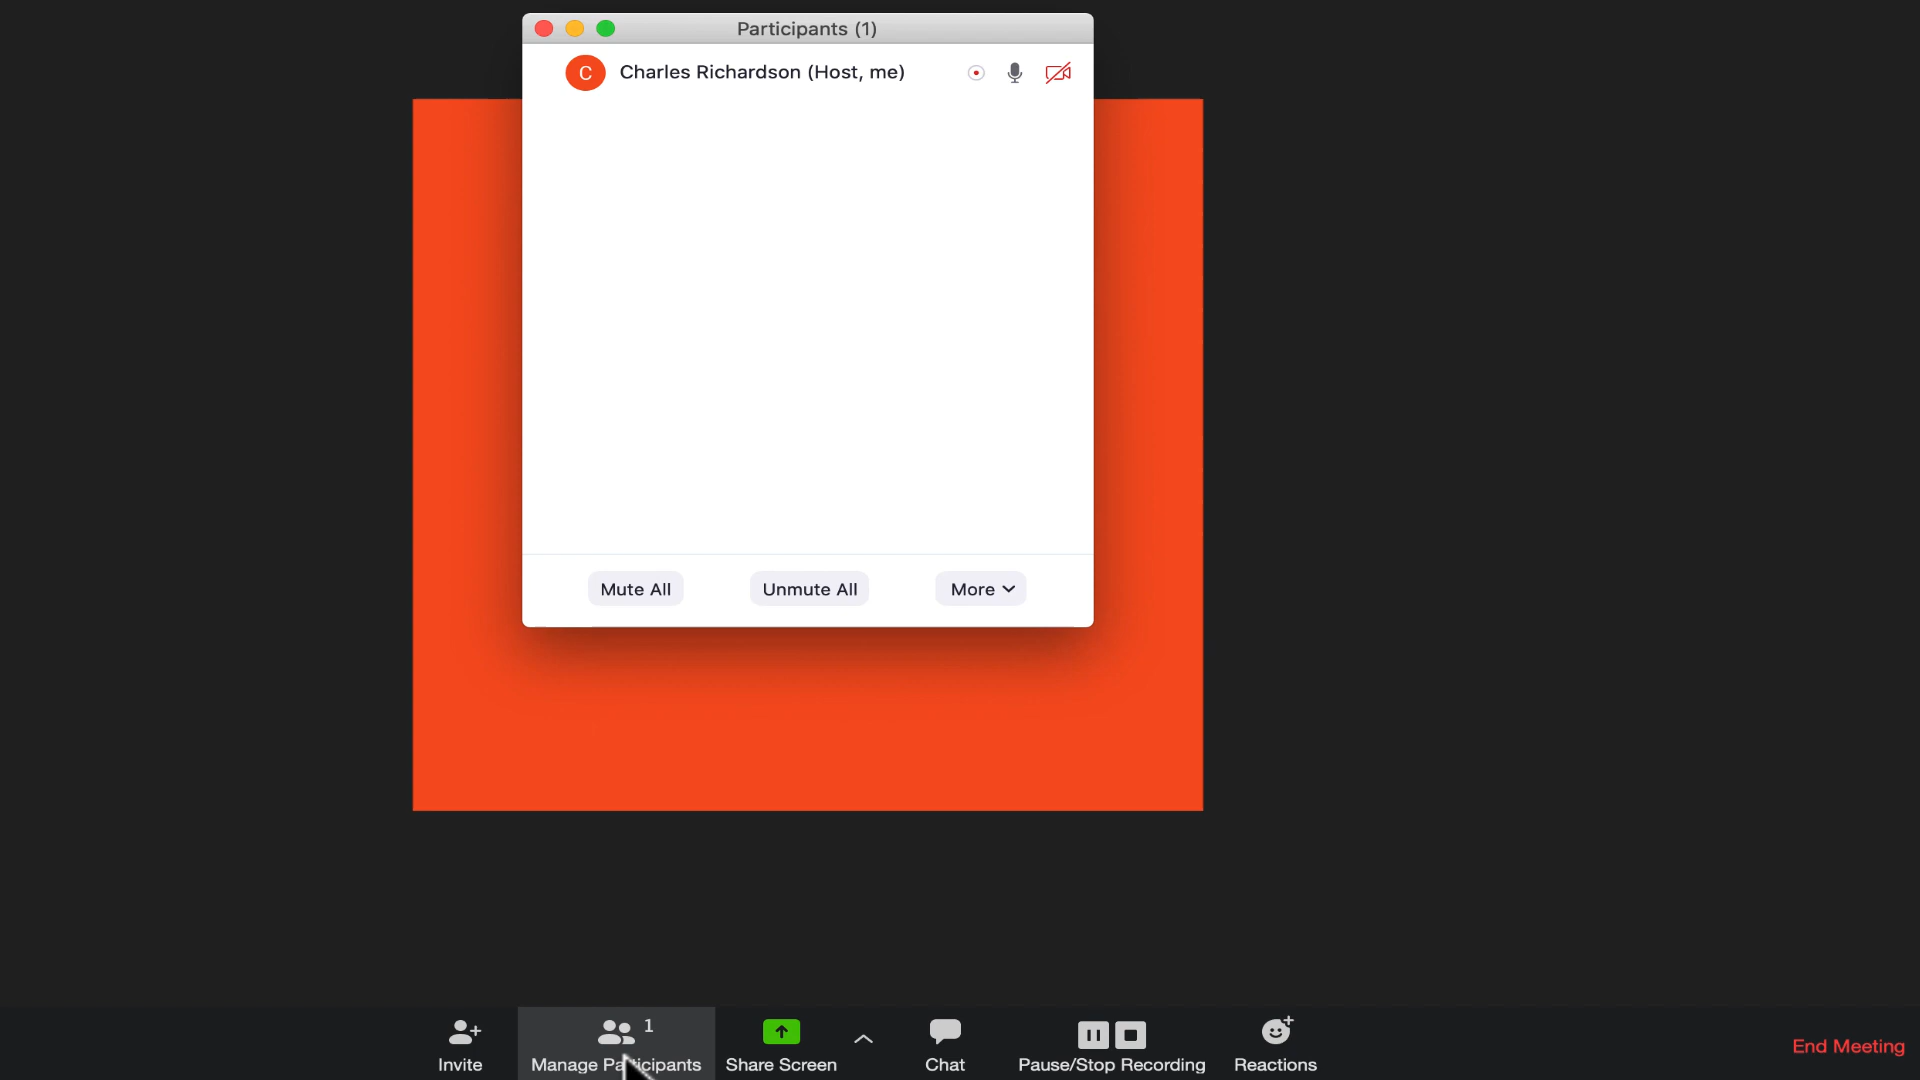 Participants (1)
C Charles Richardson (Host, me)
Mute All Unmute All More
1
Invite Manage Participants Share Screen Chat Pause/Stop Recording Reactions
End Meeting